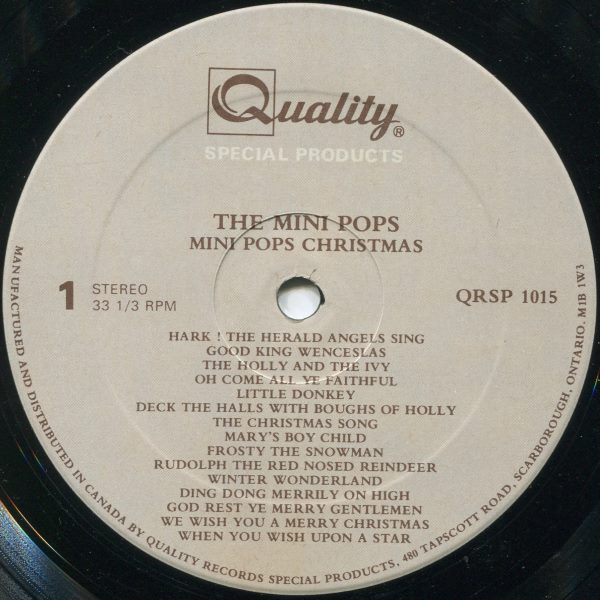 Quality®
SPECIAL PRODUCTS
THE MINI POPS
MINI POPS CHRISTMAS
1
STEREO
33 1/3 RPM
QRSP 1015
HARK ! THE HERALD ANGELS SING
GOOD KING WENCESLAS
THE HOLLY AND THE IVY
OH COME ALL YE FAITHFUL
LITTLE DONKEY
DECK THE HALLS WITH BOUGHS OF HOLLY
THE CHRISTMAS SONG
MARY'S BOY CHILD
FROSTY THE SNOWMAN
RUDOLPH THE RED NOSED REINDEER
WINTER WONDERLAND
DING DONG MERRILY ON HIGH
GOD REST YE MERRY GENTLEMEN
WE WISH YOU A MERRY CHRISTMAS
WHEN YOU WISH UPON A STAR
MANUFACTURED AND DISTRIBUTED IN CANADA BY QUALITY RECORDS SPECIAL PRODUCTS, 480 TAPSCOTT ROAD, SCARBOROUGH, ONTARIO. M1B 1W3